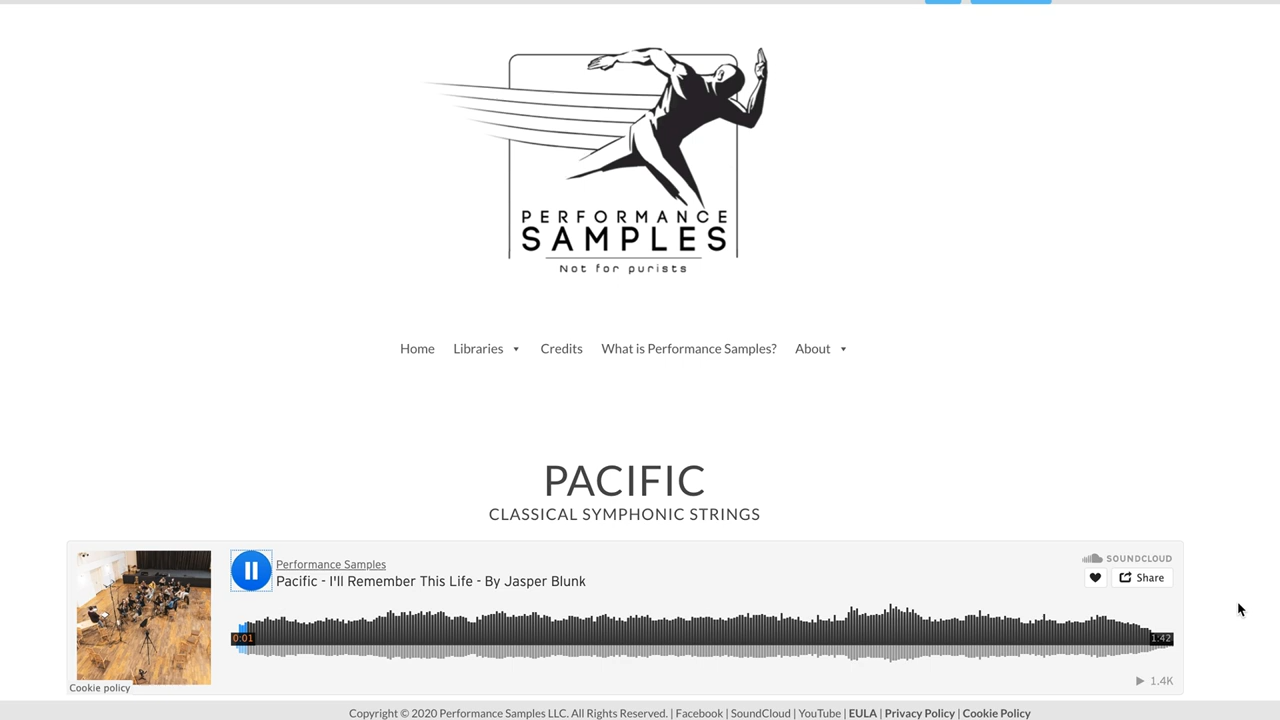 PERFORMANCE
SAMPLES
Not for purists
Home Libraries Credits What is Performance Samples? About
PACIFIC
CLASSICAL SYMPHONIC STRINGS
Performance Samples
SOUNDCLOUD
Pacific - I'll Remember This Life - By Jasper Blunk
Share
0:01
1:42
1.4K
Cookie policy
Copyright © 2020 Performance Samples LLC. All Rights Reserved. | Facebook | SoundCloud | YouTube | EULA | Privacy Policy | Cookie Policy